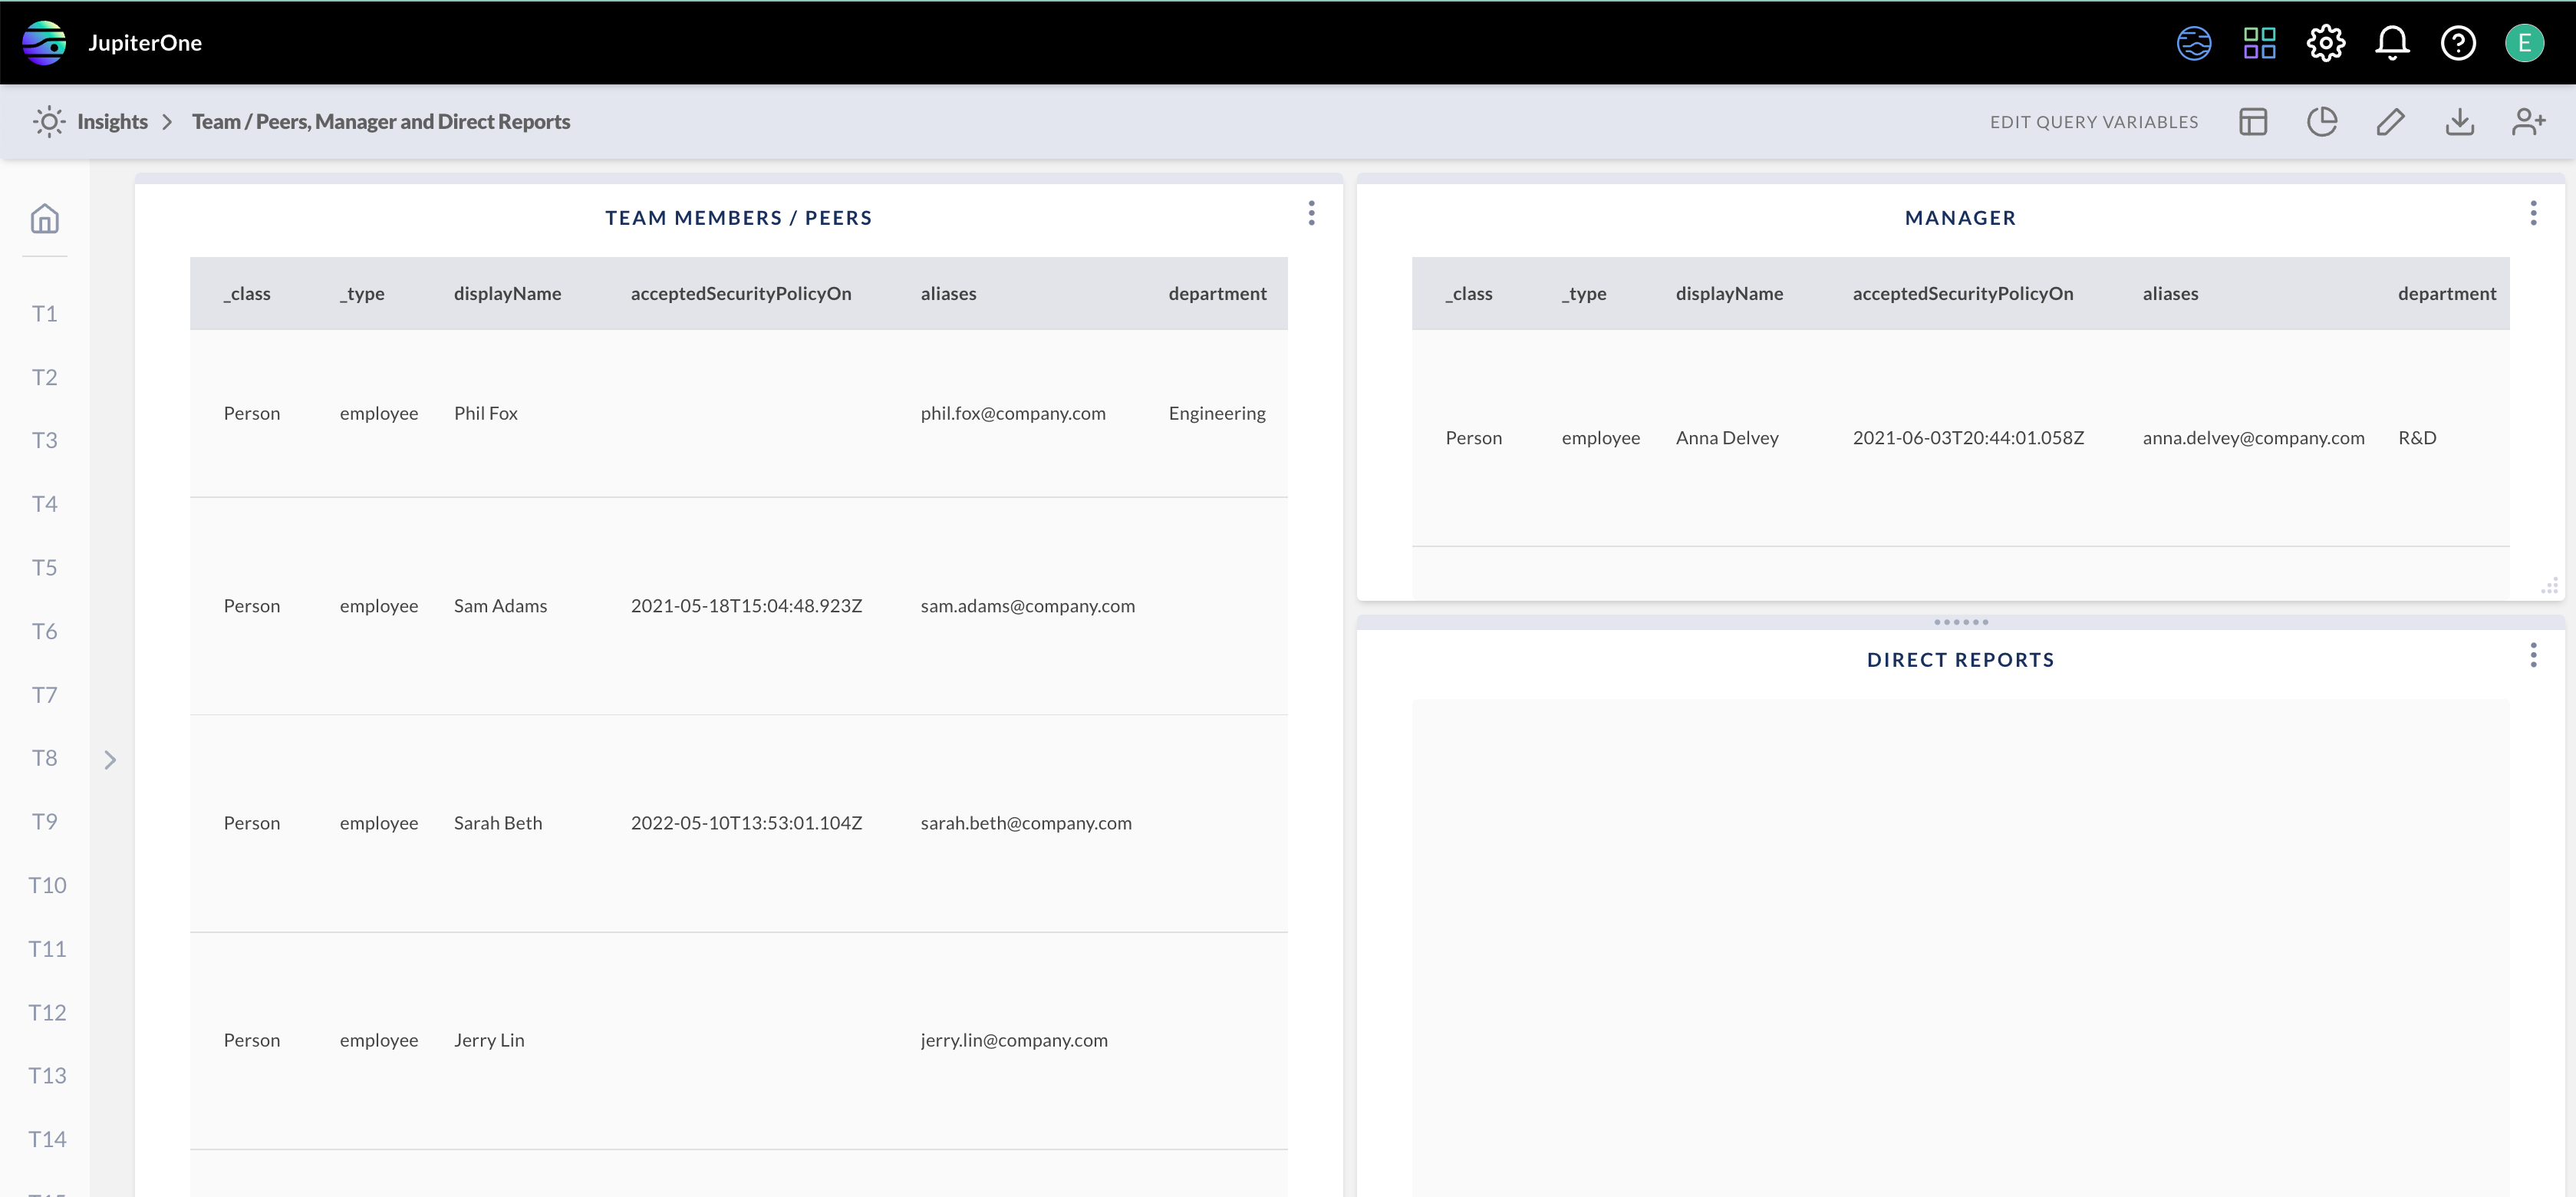 JupiterOne
E
Insights
Team / Peers, Manager and Direct Reports
EDIT QUERY VARIABLES
T1
T2
T3
T4
T5
T6
T7
T8
T9
T10
T11
T12
T13
T14
TEAM MEMBERS / PEERS
_class _type displayName acceptedSecurityPolicyOn aliases department
Person employee Phil Fox phil.fox@company.com Engineering
Person employee Sam Adams 2021-05-18T15:04:48.923Z sam.adams@company.com
Person employee Sarah Beth 2022-05-10T13:53:01.104Z sarah.beth@company.com
Person employee Jerry Lin jerry.lin@company.com
MANAGER
_class _type displayName acceptedSecurityPolicyOn aliases department
Person employee Anna Delvey 2021-06-03T20:44:01.058Z anna.delvey@company.com R&D
DIRECT REPORTS